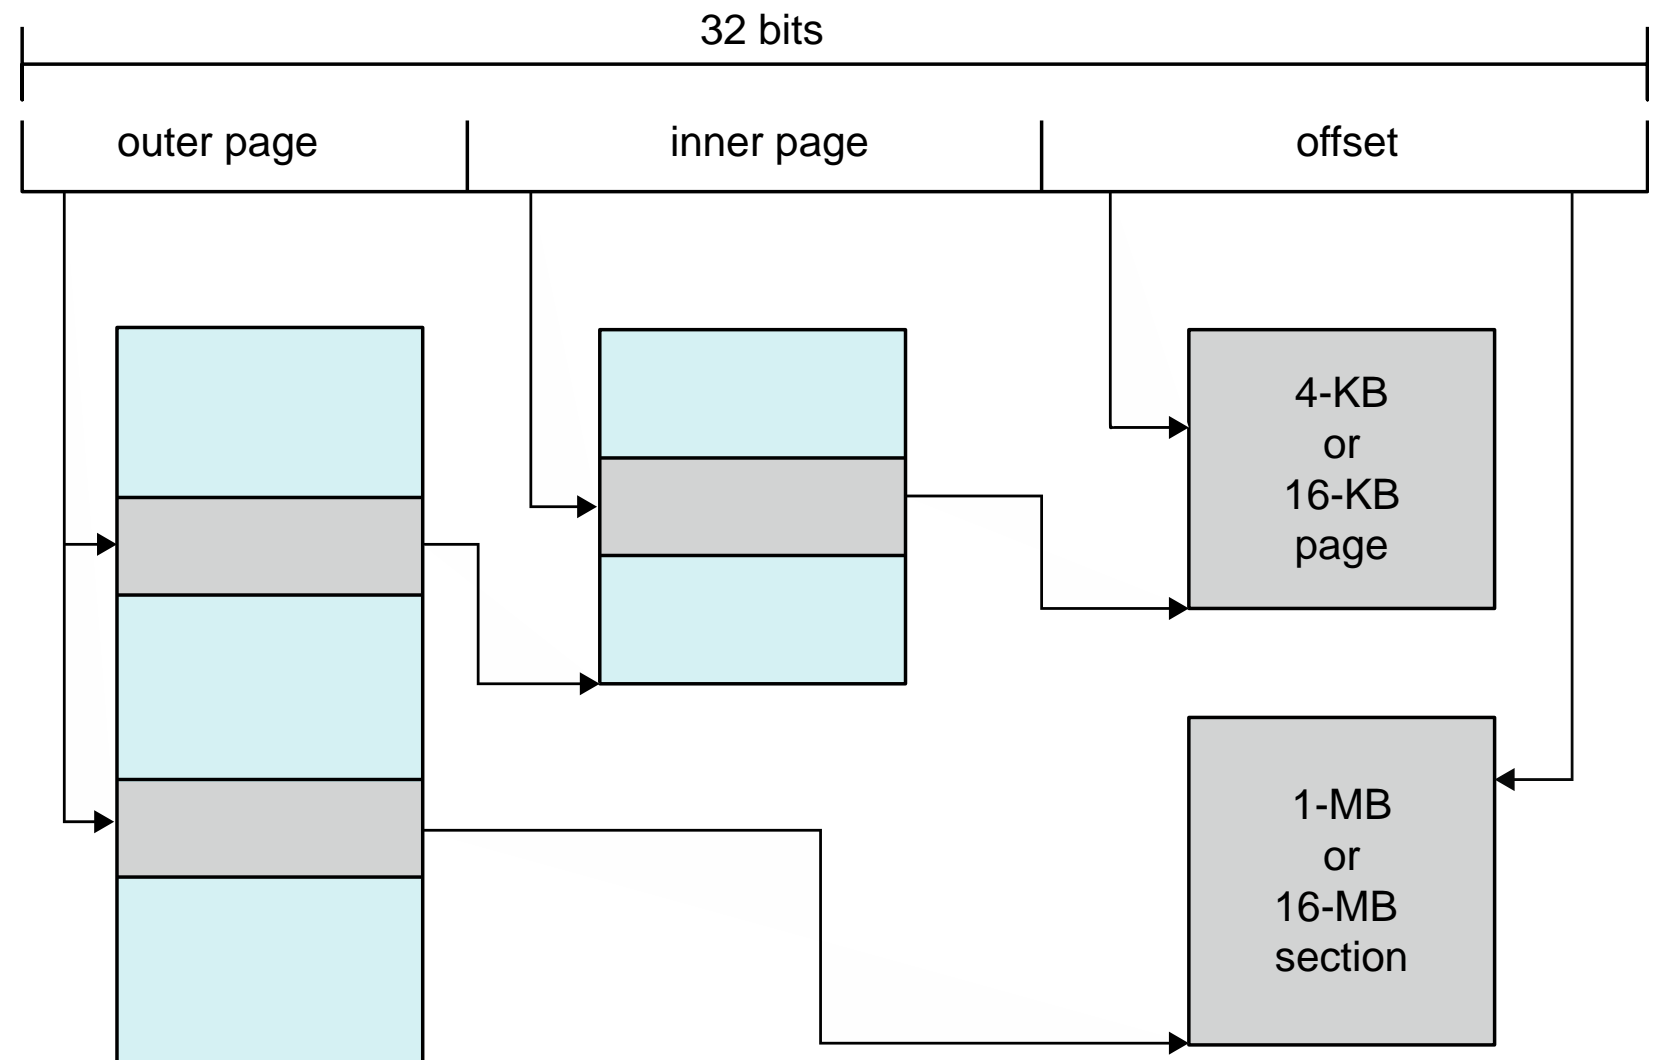 32 bits
outer page
inner page
offset
4-KB
or
16-KB
page
1-MB
or
16-MB
section